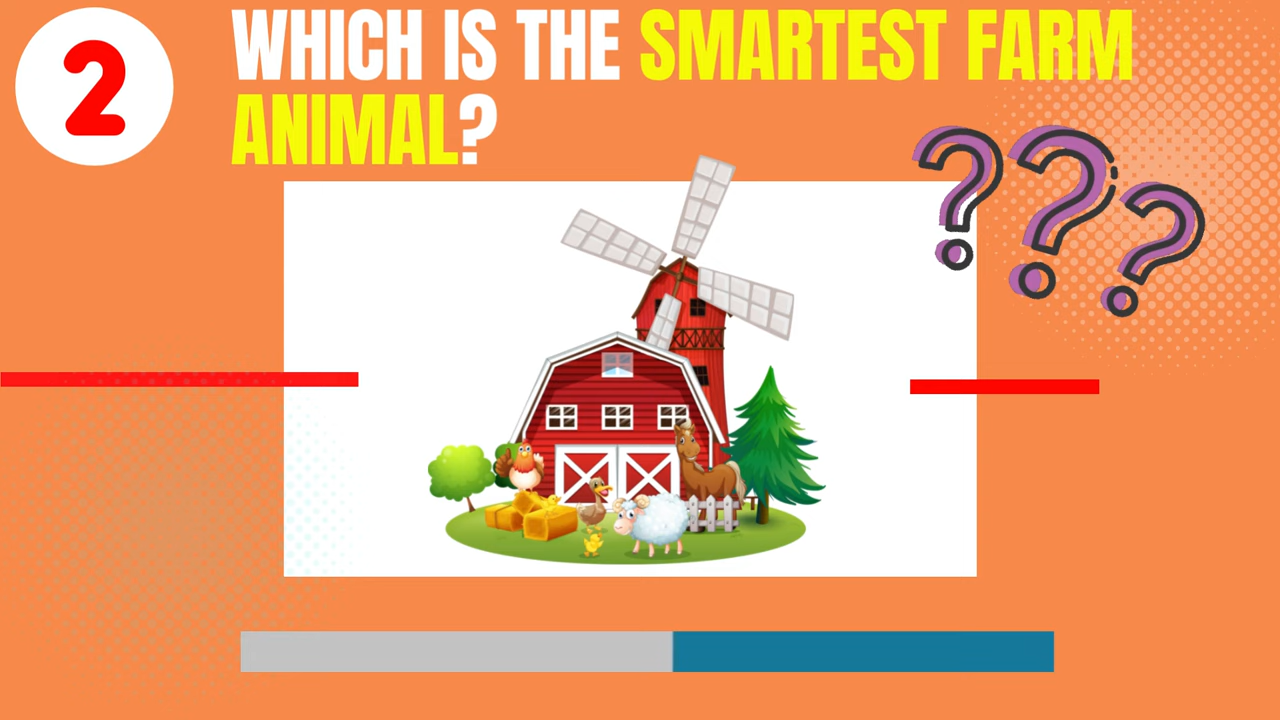 2
WHICH IS THE SMARTEST FARM
ANIMAL?
???